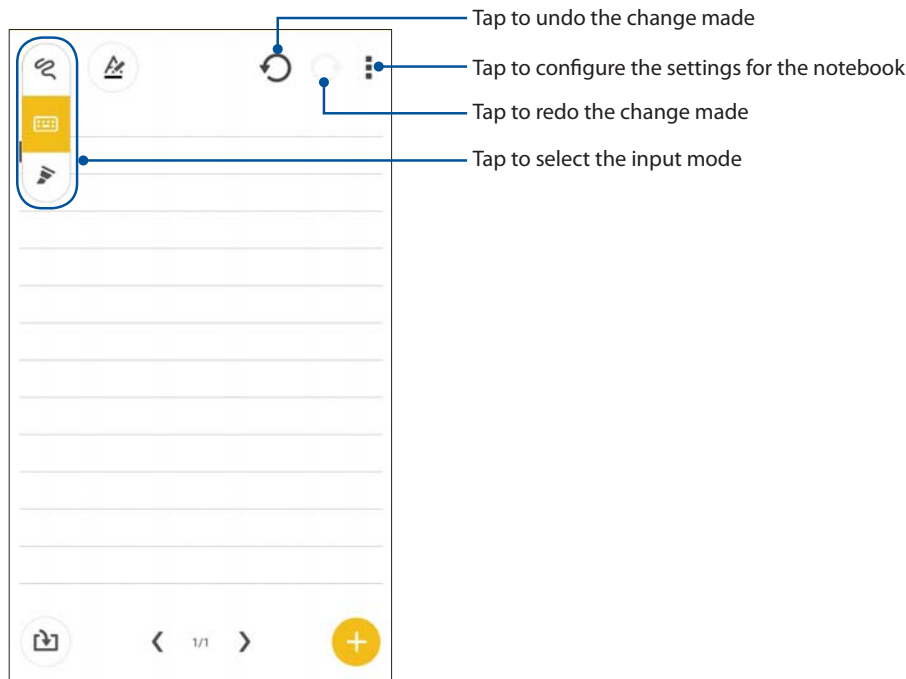 Tap to undo the change made
Tap to configure the settings for the notebook
Tap to redo the change made
Tap to select the input mode
1/1